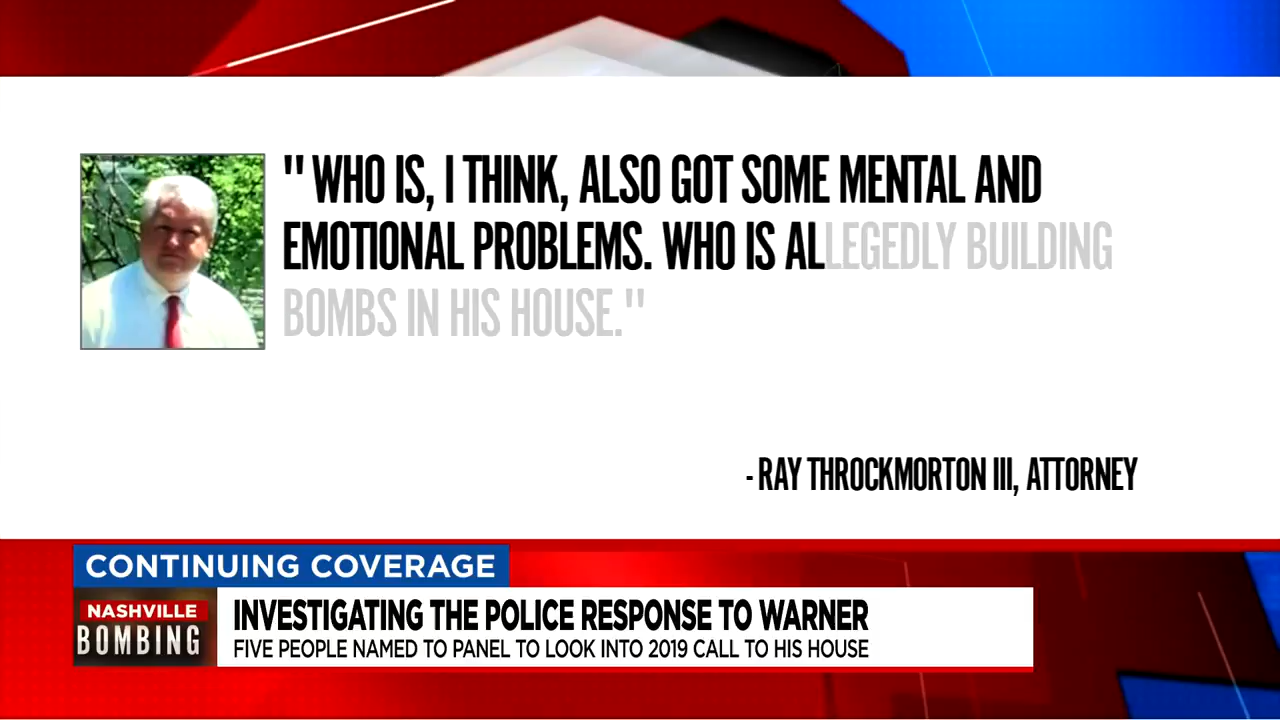 " WHO IS, I THINK, ALSO GOT SOME MENTAL AND
EMOTIONAL PROBLEMS. WHO IS ALLEGEDLY BUILDING
BOMBS IN HIS HOUSE."
- RAY THROCKMORTON III, ATTORNEY
CONTINUING COVERAGE
NASHVILLE
BOMBING
INVESTIGATING THE POLICE RESPONSE TO WARNER
FIVE PEOPLE NAMED TO PANEL TO LOOK INTO 2019 CALL TO HIS HOUSE